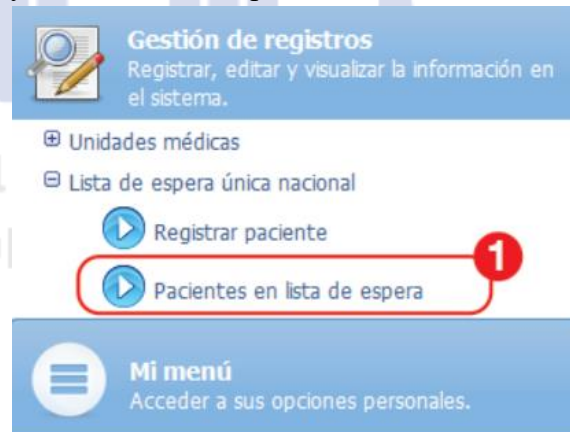 Gestión de registros
Registrar, editar y visualizar la información en
el sistema.
Unidades médicas
Lista de espera única nacional
Registrar paciente
1
Pacientes en lista de espera
Mi menú
Acceder a sus opciones personales.